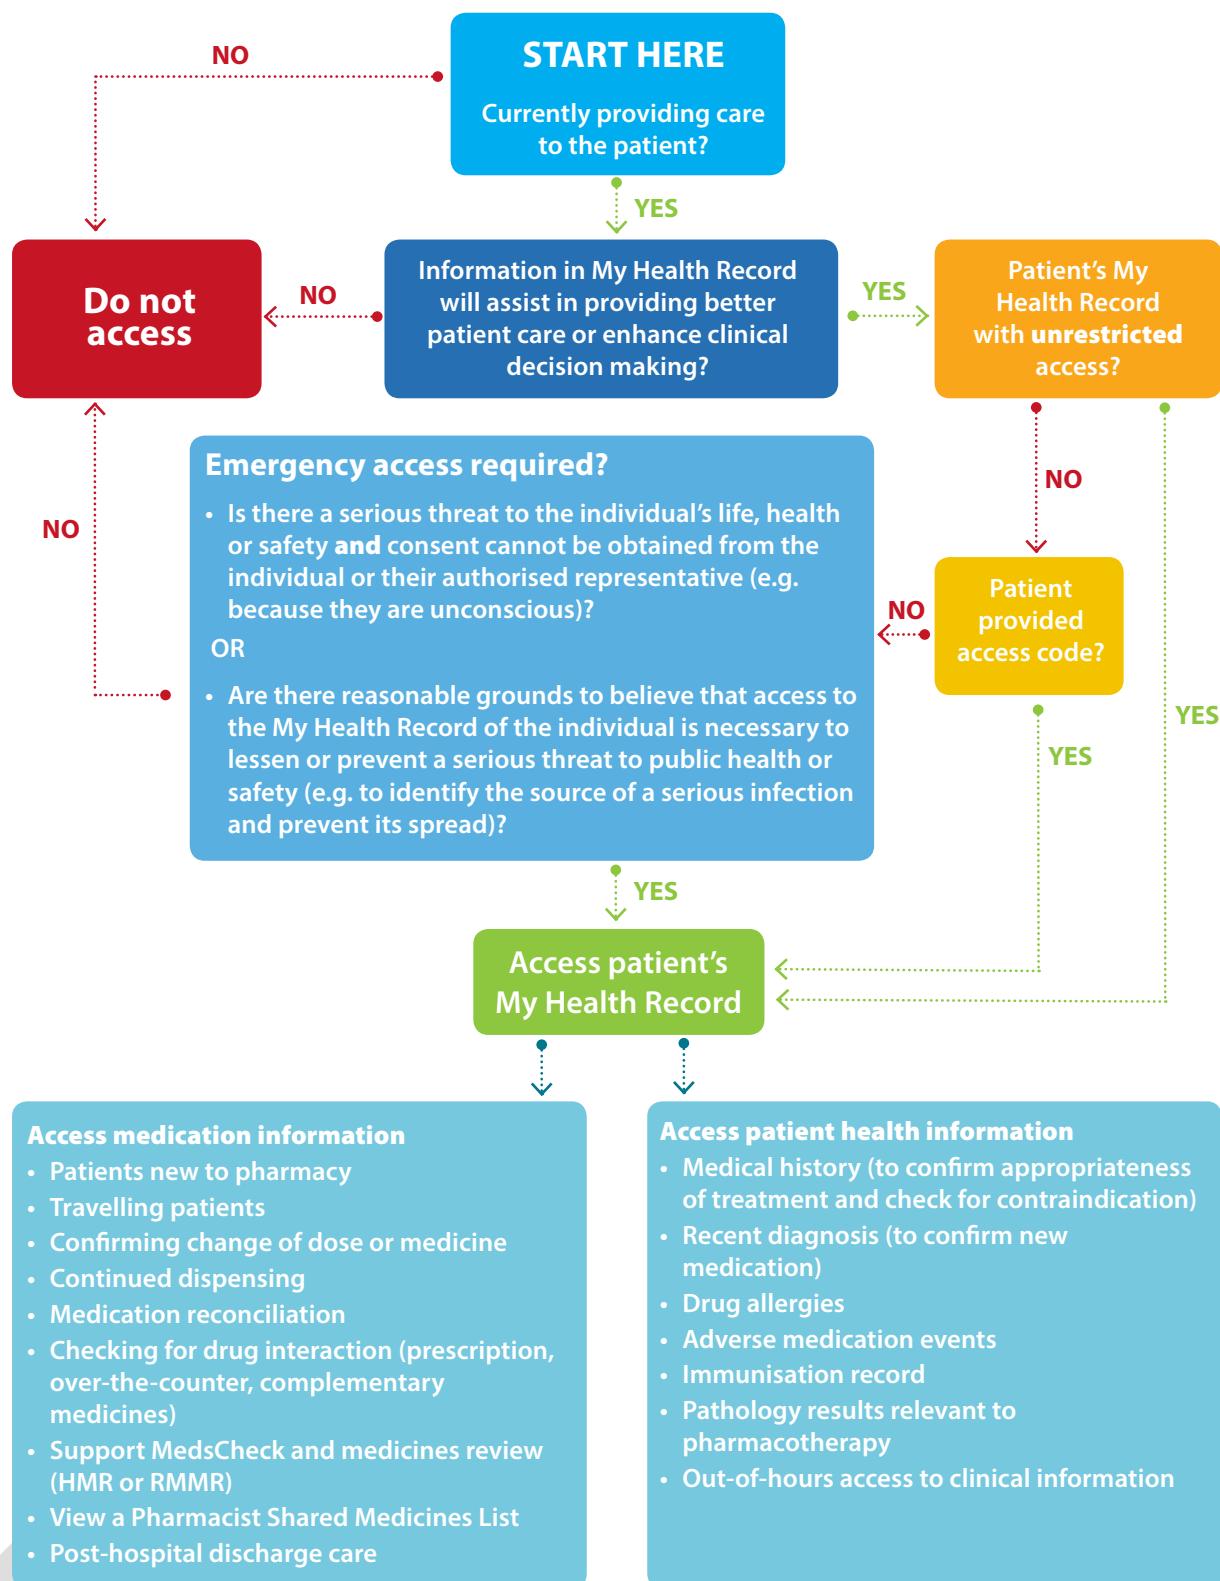 START HERE
Currently providing care
to the patient?
NO
YES
Do not
access
NO
Information in My Health Record
will assist in providing better
patient care or enhance clinical
decision making?
YES
Patient's My
Health Record
with unrestricted
access?
NO
YES
Patient
provided
access code?
NO
YES
Emergency access required?
• Is there a serious threat to the individual's life, health
or safety and consent cannot be obtained from the
individual or their authorised representative (e.g.
because they are unconscious)?
OR
• Are there reasonable grounds to believe that access to
the My Health Record of the individual is necessary to
lessen or prevent a serious threat to public health or
safety (e.g. to identify the source of a serious infection
and prevent its spread)?
NO
YES
Access patient's
My Health Record
Access medication information
• Patients new to pharmacy
• Travelling patients
• Confirming change of dose or medicine
• Continued dispensing
• Medication reconciliation
• Checking for drug interaction (prescription,
over-the-counter, complementary
medicines)
• Support MedsCheck and medicines review
(HMR or RMMR)
• View a Pharmacist Shared Medicines List
• Post-hospital discharge care
Access patient health information
• Medical history (to confirm appropriateness
of treatment and check for contraindication)
• Recent diagnosis (to confirm new
medication)
• Drug allergies
• Adverse medication events
• Immunisation record
• Pathology results relevant to
pharmacotherapy
• Out-of-hours access to clinical information